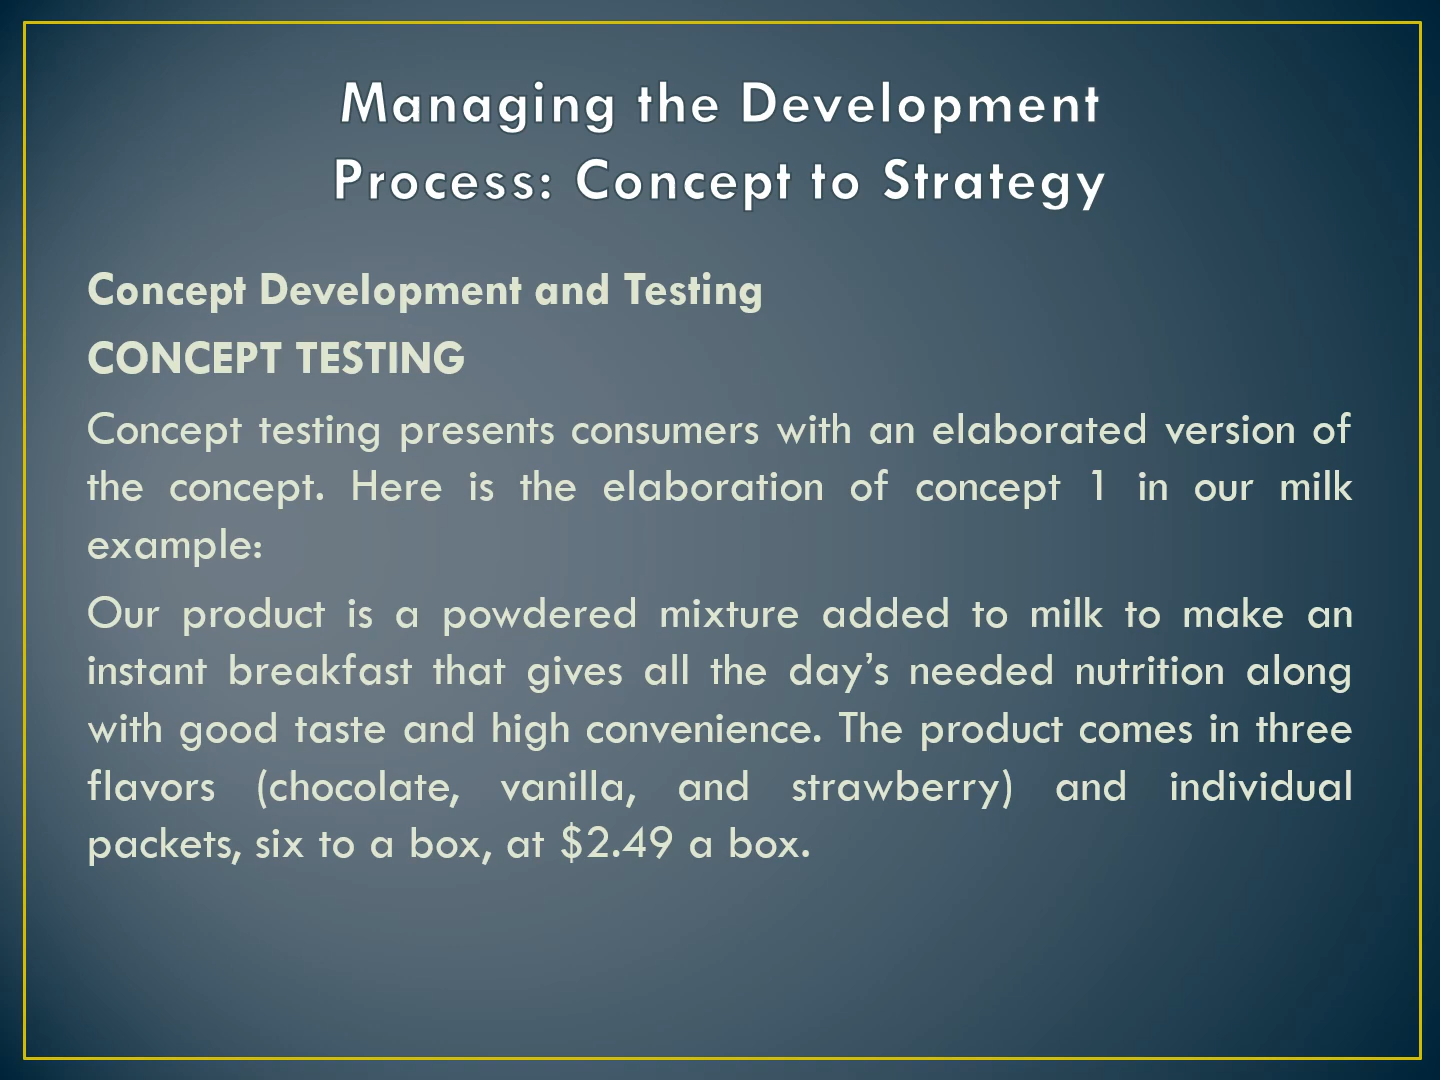 Managing the Development
Process: Concept to Strategy
Concept Development and Testing
CONCEPT TESTING
Concept testing presents consumers with an elaborated version of
the concept. Here is the elaboration of concept 1 in our milk
example:
Our product is a powdered mixture added to milk to make an
instant breakfast that gives all the day’s needed nutrition along
with good taste and high convenience. The product comes in three
flavors (chocolate, vanilla, and strawberry) and individual
packets, six to a box, at $2.49 a box.